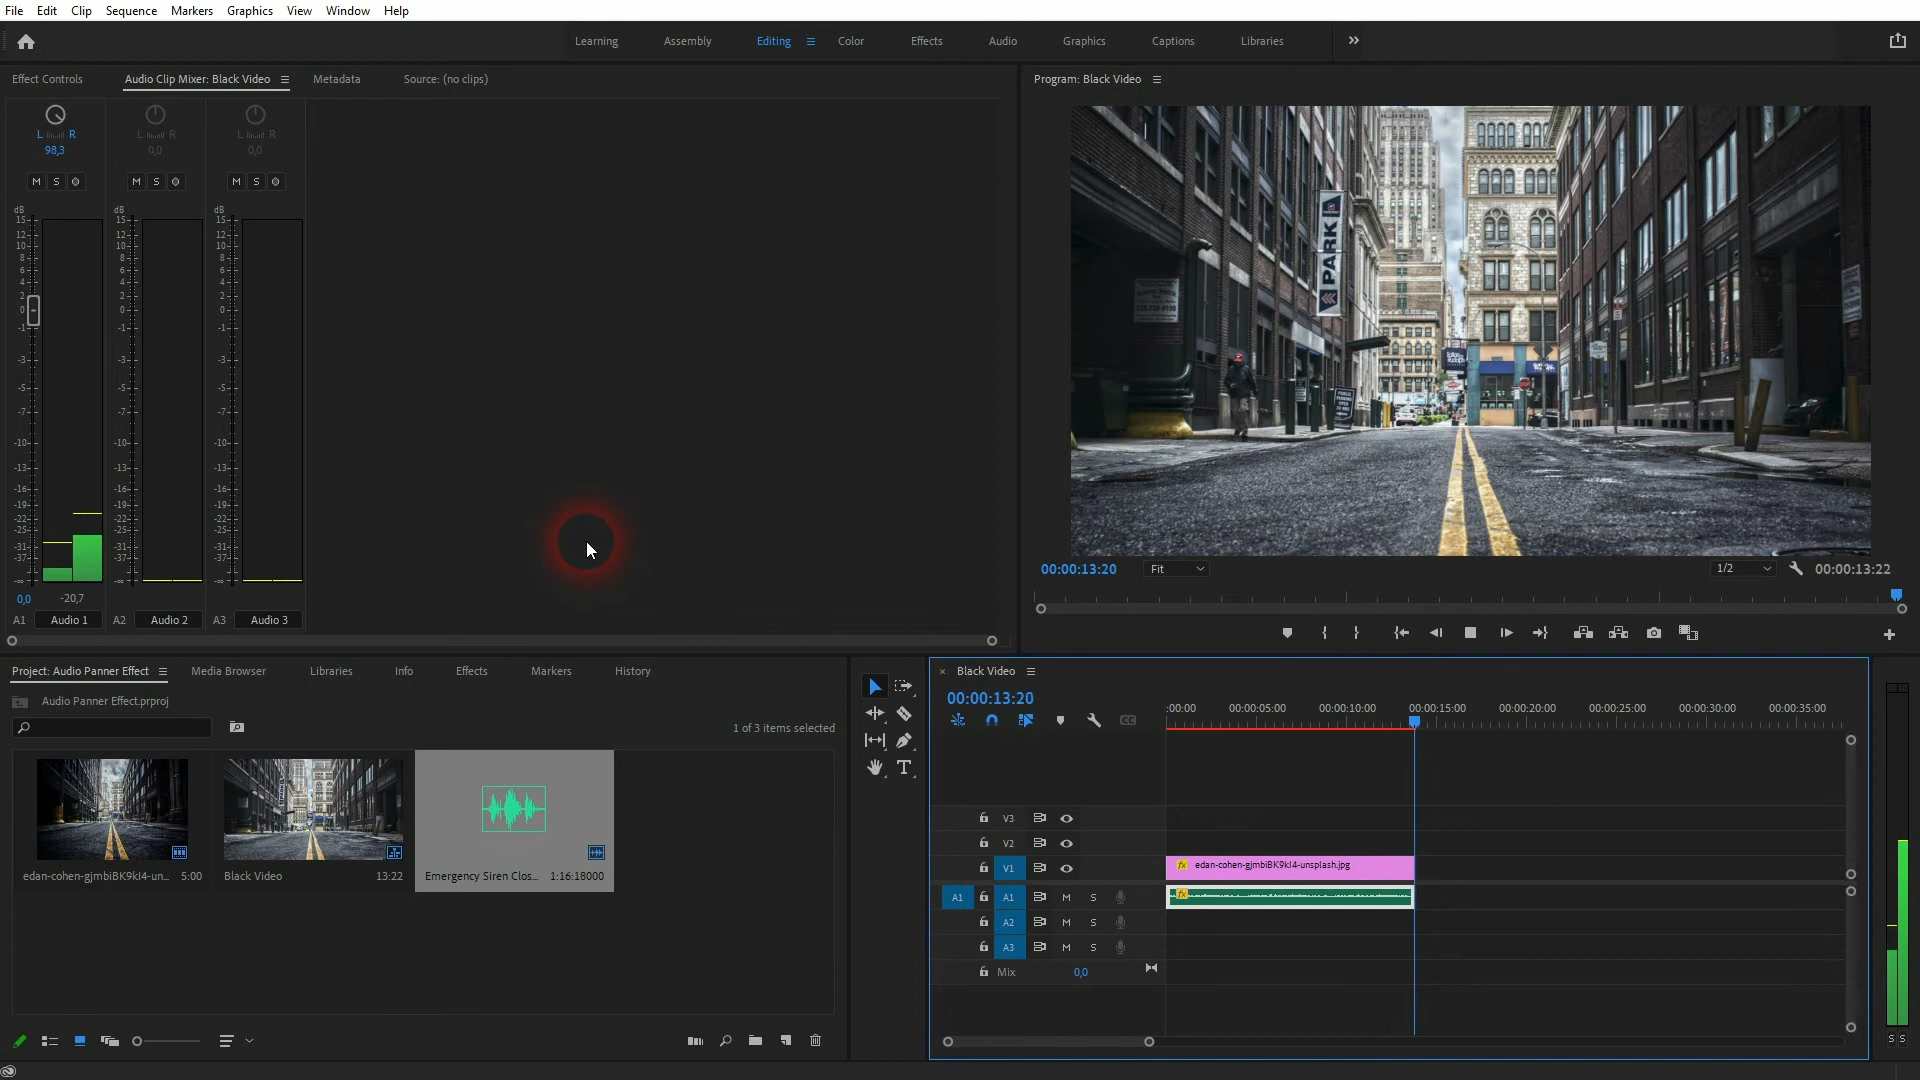 File Edit Clip Sequence Markers Graphics View Window Help
Learning Assembly Editing Color Effects Audio Graphics Captions Libraries
Effect Controls Audio Clip Mixer: Black Video Metadata Source: (no clips)
Program: Black Video
L R L R L R
98,3 0,0 0,0
M S M S M S
dB dB dB
15 15 15
12 12 12
10 10 10
8 8 8
6 6 6
4 4 4
2 2 2
0 0 0
-1 -1 -1
-3 -3 -3
-5 -5 -5
-7 -7 -7
-10 -10 -10
-13 -13 -13
-16 -16 -16
-19 -19 -19
-22 -22 -22
-25 -25 -25
-31 -31 -31
-37 -37 -37
-∞ -∞ -∞
0,0 -20,7
A1 Audio 1 A2 Audio 2 A3 Audio 3
PARK
00:00:13:20 Fit 1/2 00:00:13:22
Project: Audio Panner Effect Media Browser Libraries Info Effects Markers History
Audio Panner Effect.prproj
1 of 3 items selected
edan-cohen-gjmbiBK9kI4-un... 5:00
Black Video 13:22
Emergency Siren Clos... 1:16:18000
× Black Video
00:00:13:20
:00:00 00:00:05:00 00:00:10:00 00:00:15:00 00:00:20:00 00:00:25:00 00:00:30:00 00:00:35:00
V3
V2
V1
fx edan-cohen-gjmbiBK9kI4-unsplash.jpg
A1 A1 M S
fx
A2 M S
A3 M S
Mix 0,0
S S